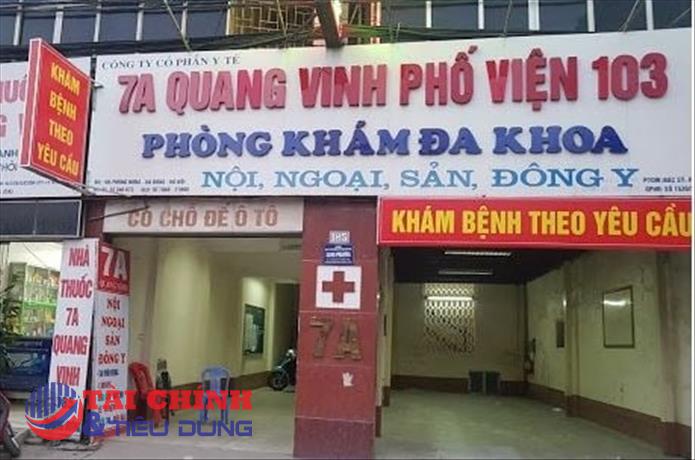 CÔNG TY CỔ PHẦN Y TẾ
7A QUANG VINH PHỐ VIỆN 103
PHÒNG KHÁM ĐA KHOA
NỘI, NGOẠI, SẢN, ĐÔNG Y
KHÁM
BỆNH
THEO
YÊU CẦU
CÓ CHỖ ĐỂ Ô TÔ
KHÁM BỆNH THEO YÊU CẦU
185
7A
NHÀ
THUỐC
7A
QUANG
VINH
7A
NỘI
NGOẠI
SẢN
ĐÔNG Y
TÀI CHÍNH
& TIÊU DÙNG